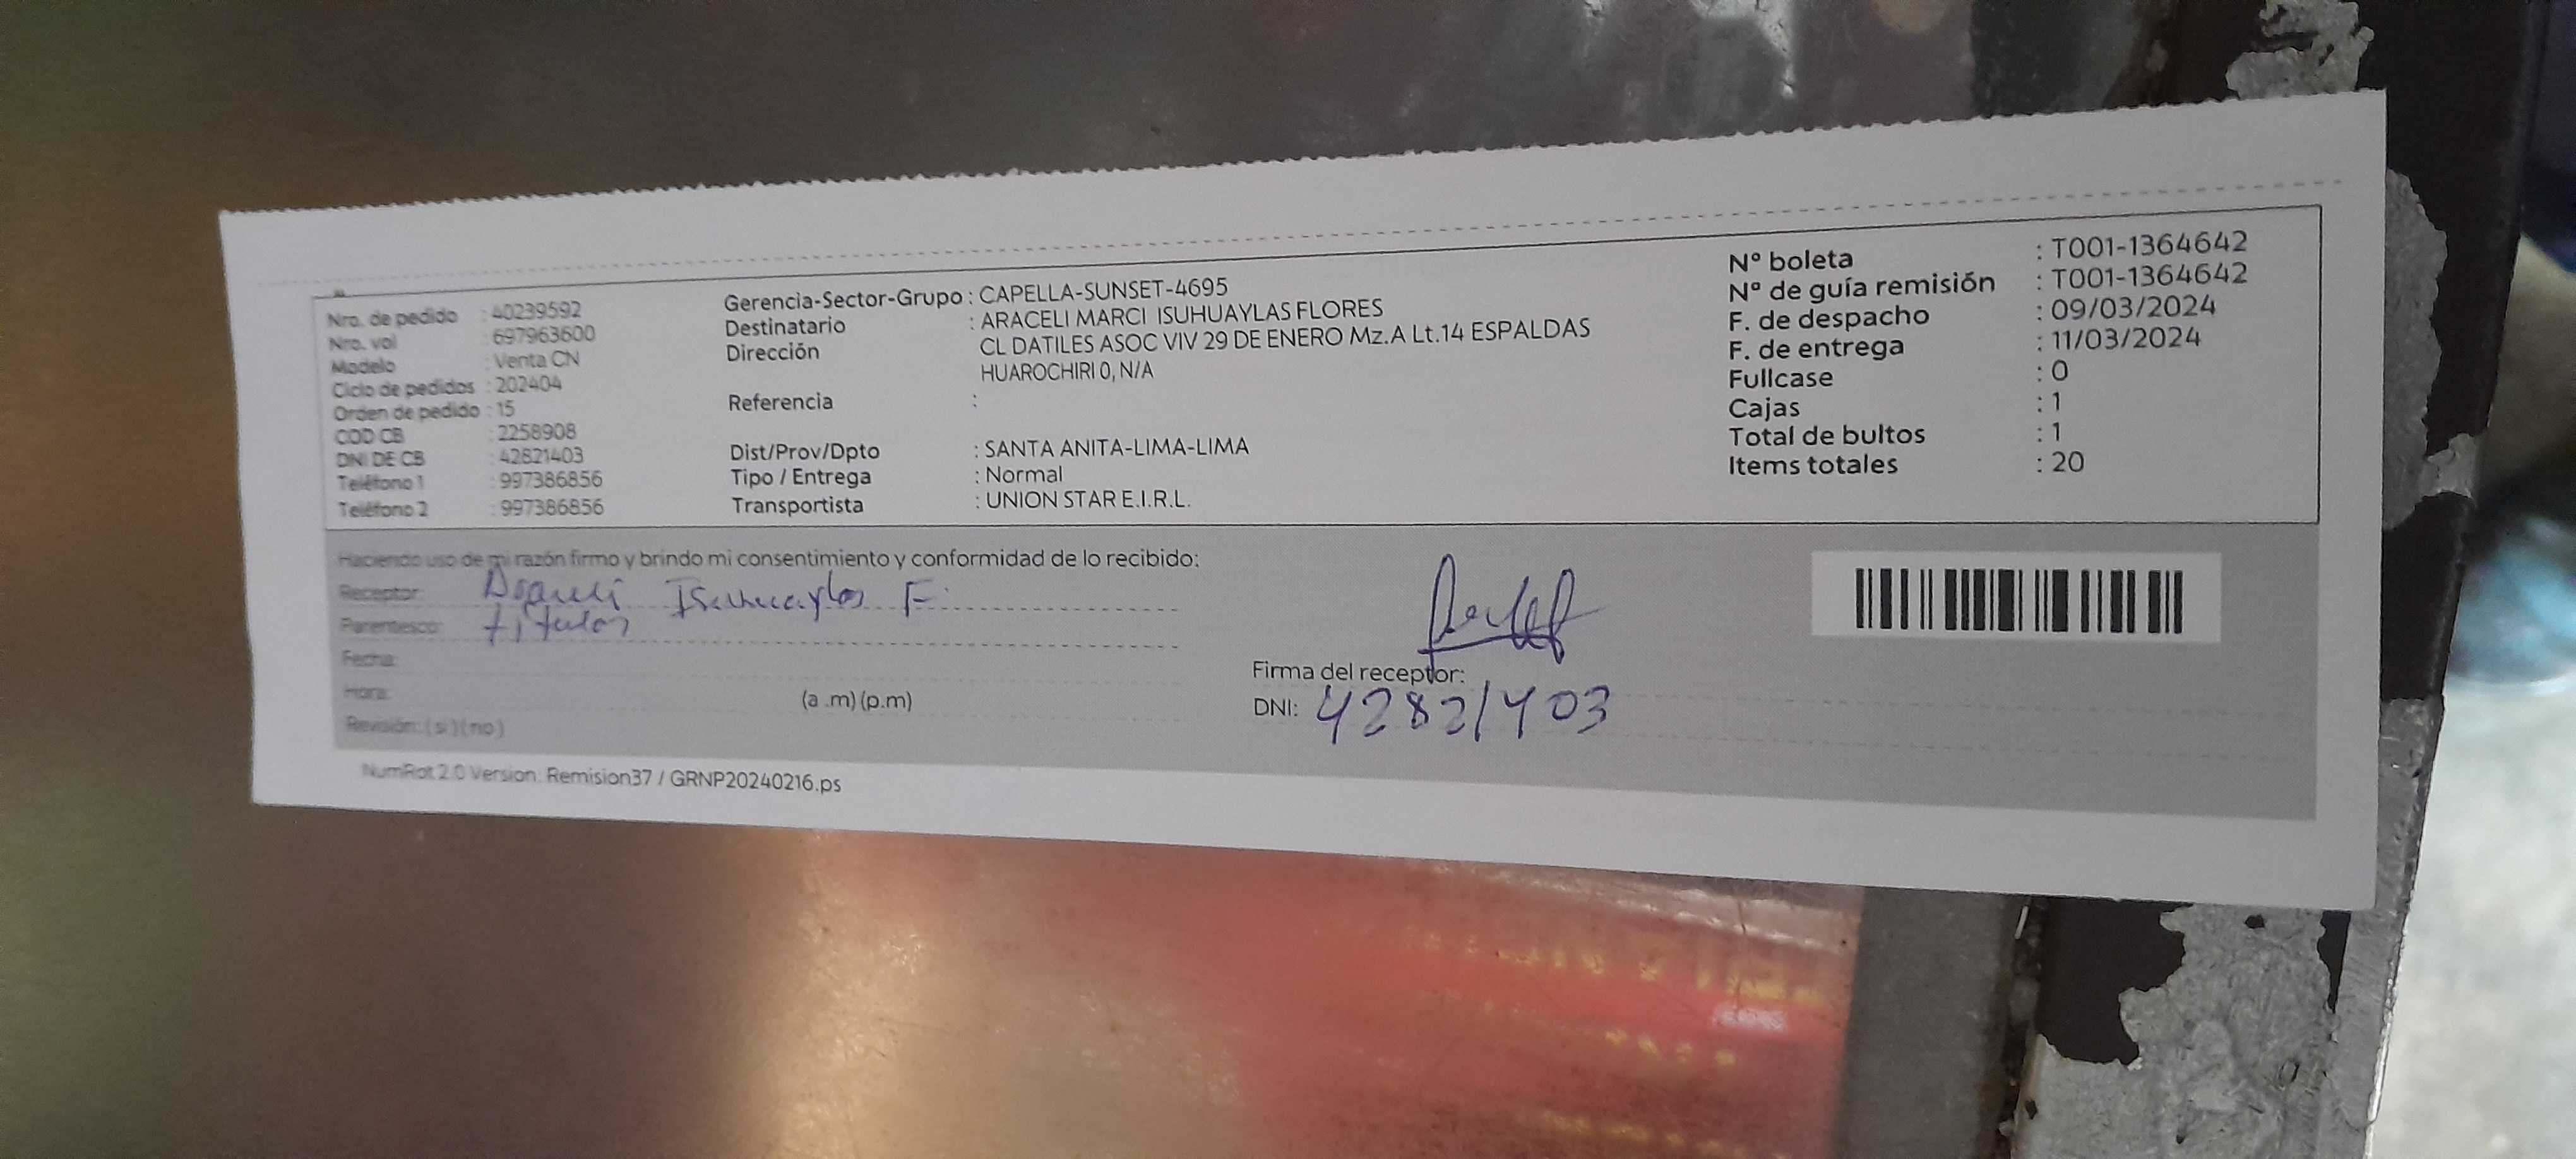 Nro. de pedido : 40239592
Nro. vol : 697963600
Modelo : Venta CN
Ciclo de pedidos : 202404
Orden de pedido : 15
COD CB : 2258908
DNI DE CB : 42821403
Teléfono 1 : 997386856
Teléfono 2 : 997386856
Gerencia-Sector-Grupo : CAPELLA-SUNSET-4695
Destinatario : ARACELI MARCI ISUHUAYLAS FLORES
Dirección CL DATILES ASOC VIV 29 DE ENERO Mz.A Lt.14 ESPALDAS
HUAROCHIRI 0, N/A
Referencia :
Dist/Prov/Dpto : SANTA ANITA-LIMA-LIMA
Tipo / Entrega : Normal
Transportista : UNION STAR E.I.R.L.
Nº boleta : T001-1364642
Nº de guía remisión : T001-1364642
F. de despacho : 09/03/2024
F. de entrega : 11/03/2024
Fullcase : 0
Cajas : 1
Total de bultos : 1
Items totales : 20
Haciendo uso de mi razón firmo y brindo mi consentimiento y conformidad de lo recibido:
Receptor: Araceli Isuhuaylas F.
Parentesco: titular
Fecha:
Hora: (a .m) (p.m)
Revisión: ( si ) ( no )
Firma del receptor:
DNI: 42821403
NumRot 2.0 Version: Remision37 / GRNP20240216.ps